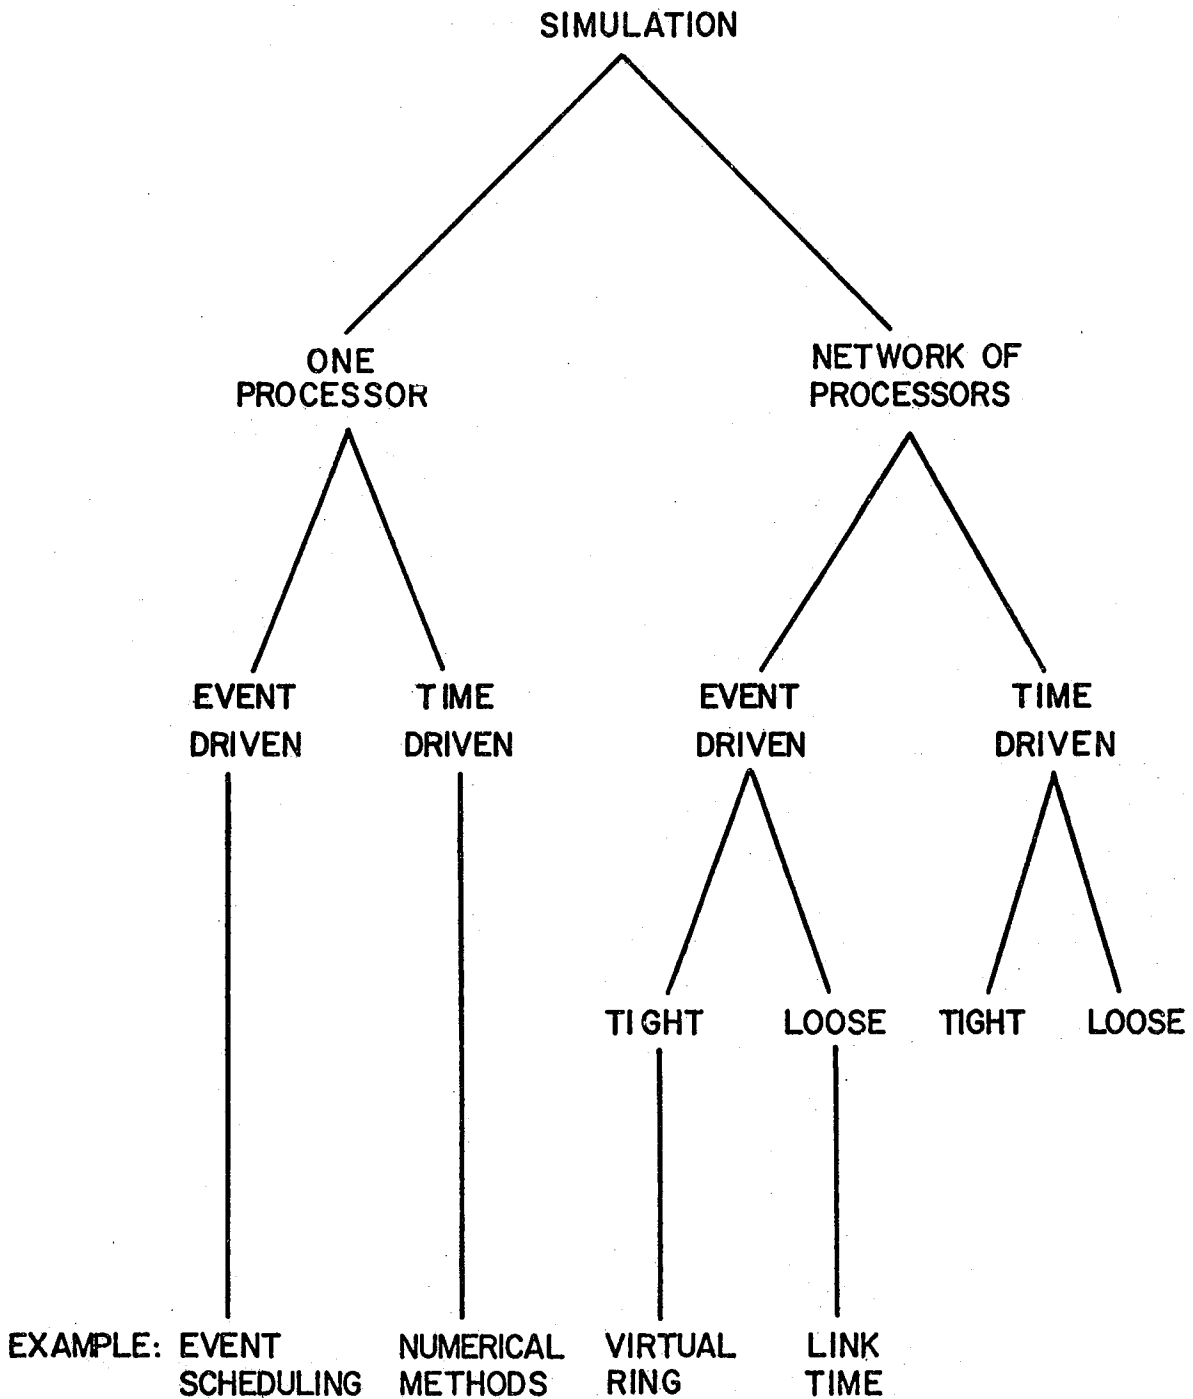 SIMULATION
ONE
PROCESSOR
NETWORK OF
PROCESSORS
EVENT
DRIVEN
TIME
DRIVEN
EVENT
DRIVEN
TIME
DRIVEN
TIGHT
LOOSE
TIGHT
LOOSE
EXAMPLE: EVENT
SCHEDULING
NUMERICAL
METHODS
VIRTUAL
RING
LINK
TIME